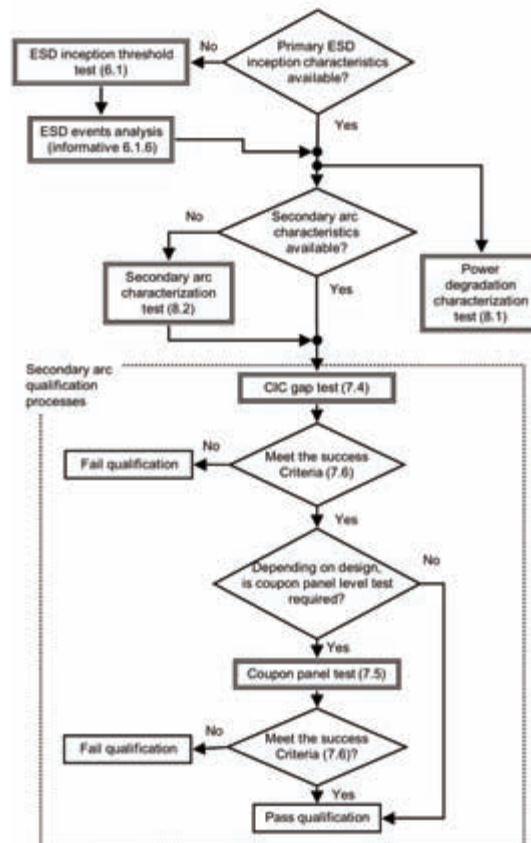 No
Primary ESD
inception characteristics
available?
ESD inception threshold
test (6.1)
ESD events analysis
(informative 6.1.6)
Yes
No
Secondary arc
characteristics
available?
Secondary arc
characterization
test (8.2)
Yes
Power
degradation
characterization
test (8.1)
Secondary arc
qualification
processes
CIC gap test (7.4)
No
Fail qualification
Meet the success
Criteria (7.6)
Yes
Depending on design,
is coupon panel level test
required?
No
Yes
Coupon panel test (7.5)
No
Fail qualification
Meet the success
Criteria (7.6)?
Yes
Pass qualification